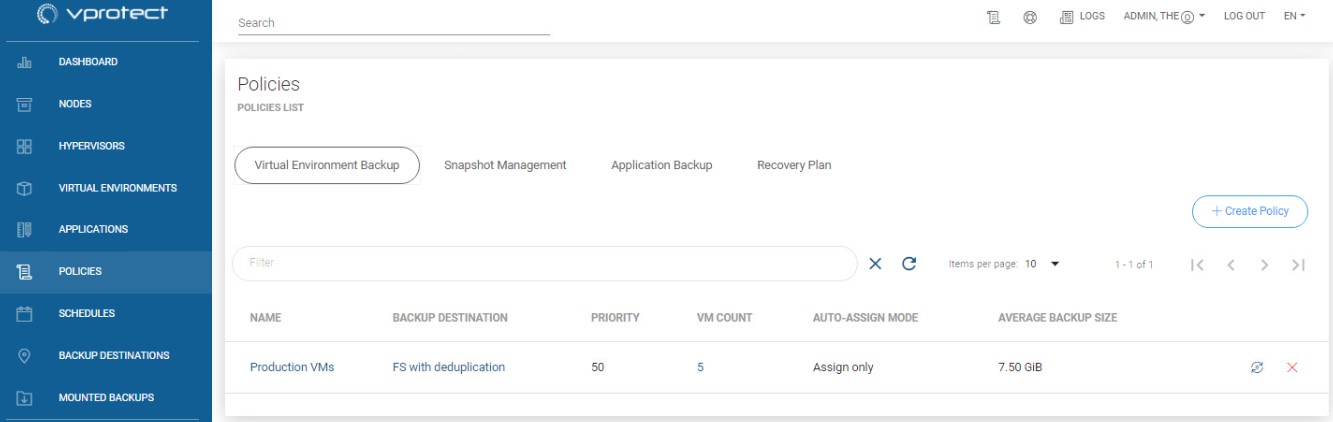 vprotect
Search
LOGS ADMIN, THE LOG OUT EN
DASHBOARD
NODES
HYPERVISORS
VIRTUAL ENVIRONMENTS
APPLICATIONS
POLICIES
SCHEDULES
BACKUP DESTINATIONS
MOUNTED BACKUPS
Policies
POLICIES LIST
Virtual Environment Backup Snapshot Management Application Backup Recovery Plan
+ Create Policy
Filter Items per page: 10 1 - 1 of 1
NAME BACKUP DESTINATION PRIORITY VM COUNT AUTO-ASSIGN MODE AVERAGE BACKUP SIZE
Production VMs FS with deduplication 50 5 Assign only 7.50 GiB